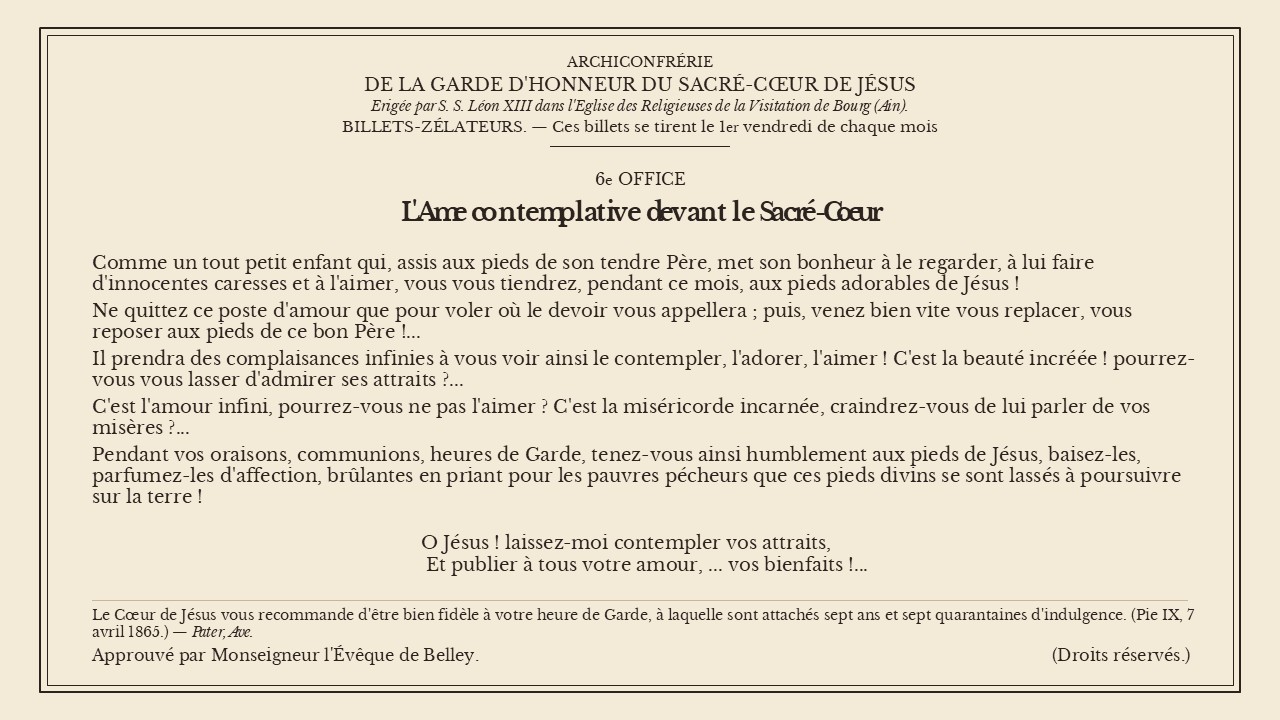 ARCHICONFRÉRIE
DE LA GARDE D'HONNEUR DU SACRÉ-CŒUR DE JÉSUS
Erigée par S. S. Léon XIII dans l'Eglise des Religieuses de la Visitation de Bourg (Ain).
BILLETS-ZÉLATEURS. — Ces billets se tirent le 1er vendredi de chaque mois
6e OFFICE
L'Ame contemplative devant le Sacré-Cœur
Comme un tout petit enfant qui, assis aux pieds de son tendre Père, met son bonheur à le regarder, à lui faire
d'innocentes caresses et à l'aimer, vous vous tiendrez, pendant ce mois, aux pieds adorables de Jésus !
Ne quittez ce poste d'amour que pour voler où le devoir vous appellera ; puis, venez bien vite vous replacer, vous
reposer aux pieds de ce bon Père !...
Il prendra des complaisances infinies à vous voir ainsi le contempler, l'adorer, l'aimer ! C'est la beauté incréée ! pourrez-
vous vous lasser d'admirer ses attraits ?...
C'est l'amour infini, pourrez-vous ne pas l'aimer ? C'est la miséricorde incarnée, craindrez-vous de lui parler de vos
misères ?...
Pendant vos oraisons, communions, heures de Garde, tenez-vous ainsi humblement aux pieds de Jésus, baisez-les,
parfumez-les d'affection, brûlantes en priant pour les pauvres pécheurs que ces pieds divins se sont lassés à poursuivre
sur la terre !
O Jésus ! laissez-moi contempler vos attraits,
Et publier à tous votre amour, ... vos bienfaits !...
Le Cœur de Jésus vous recommande d'être bien fidèle à votre heure de Garde, à laquelle sont attachés sept ans et sept quarantaines d'indulgence. (Pie IX, 7
avril 1865.) — Pater, Ave.
Approuvé par Monseigneur l'Évêque de Belley. (Droits réservés.)